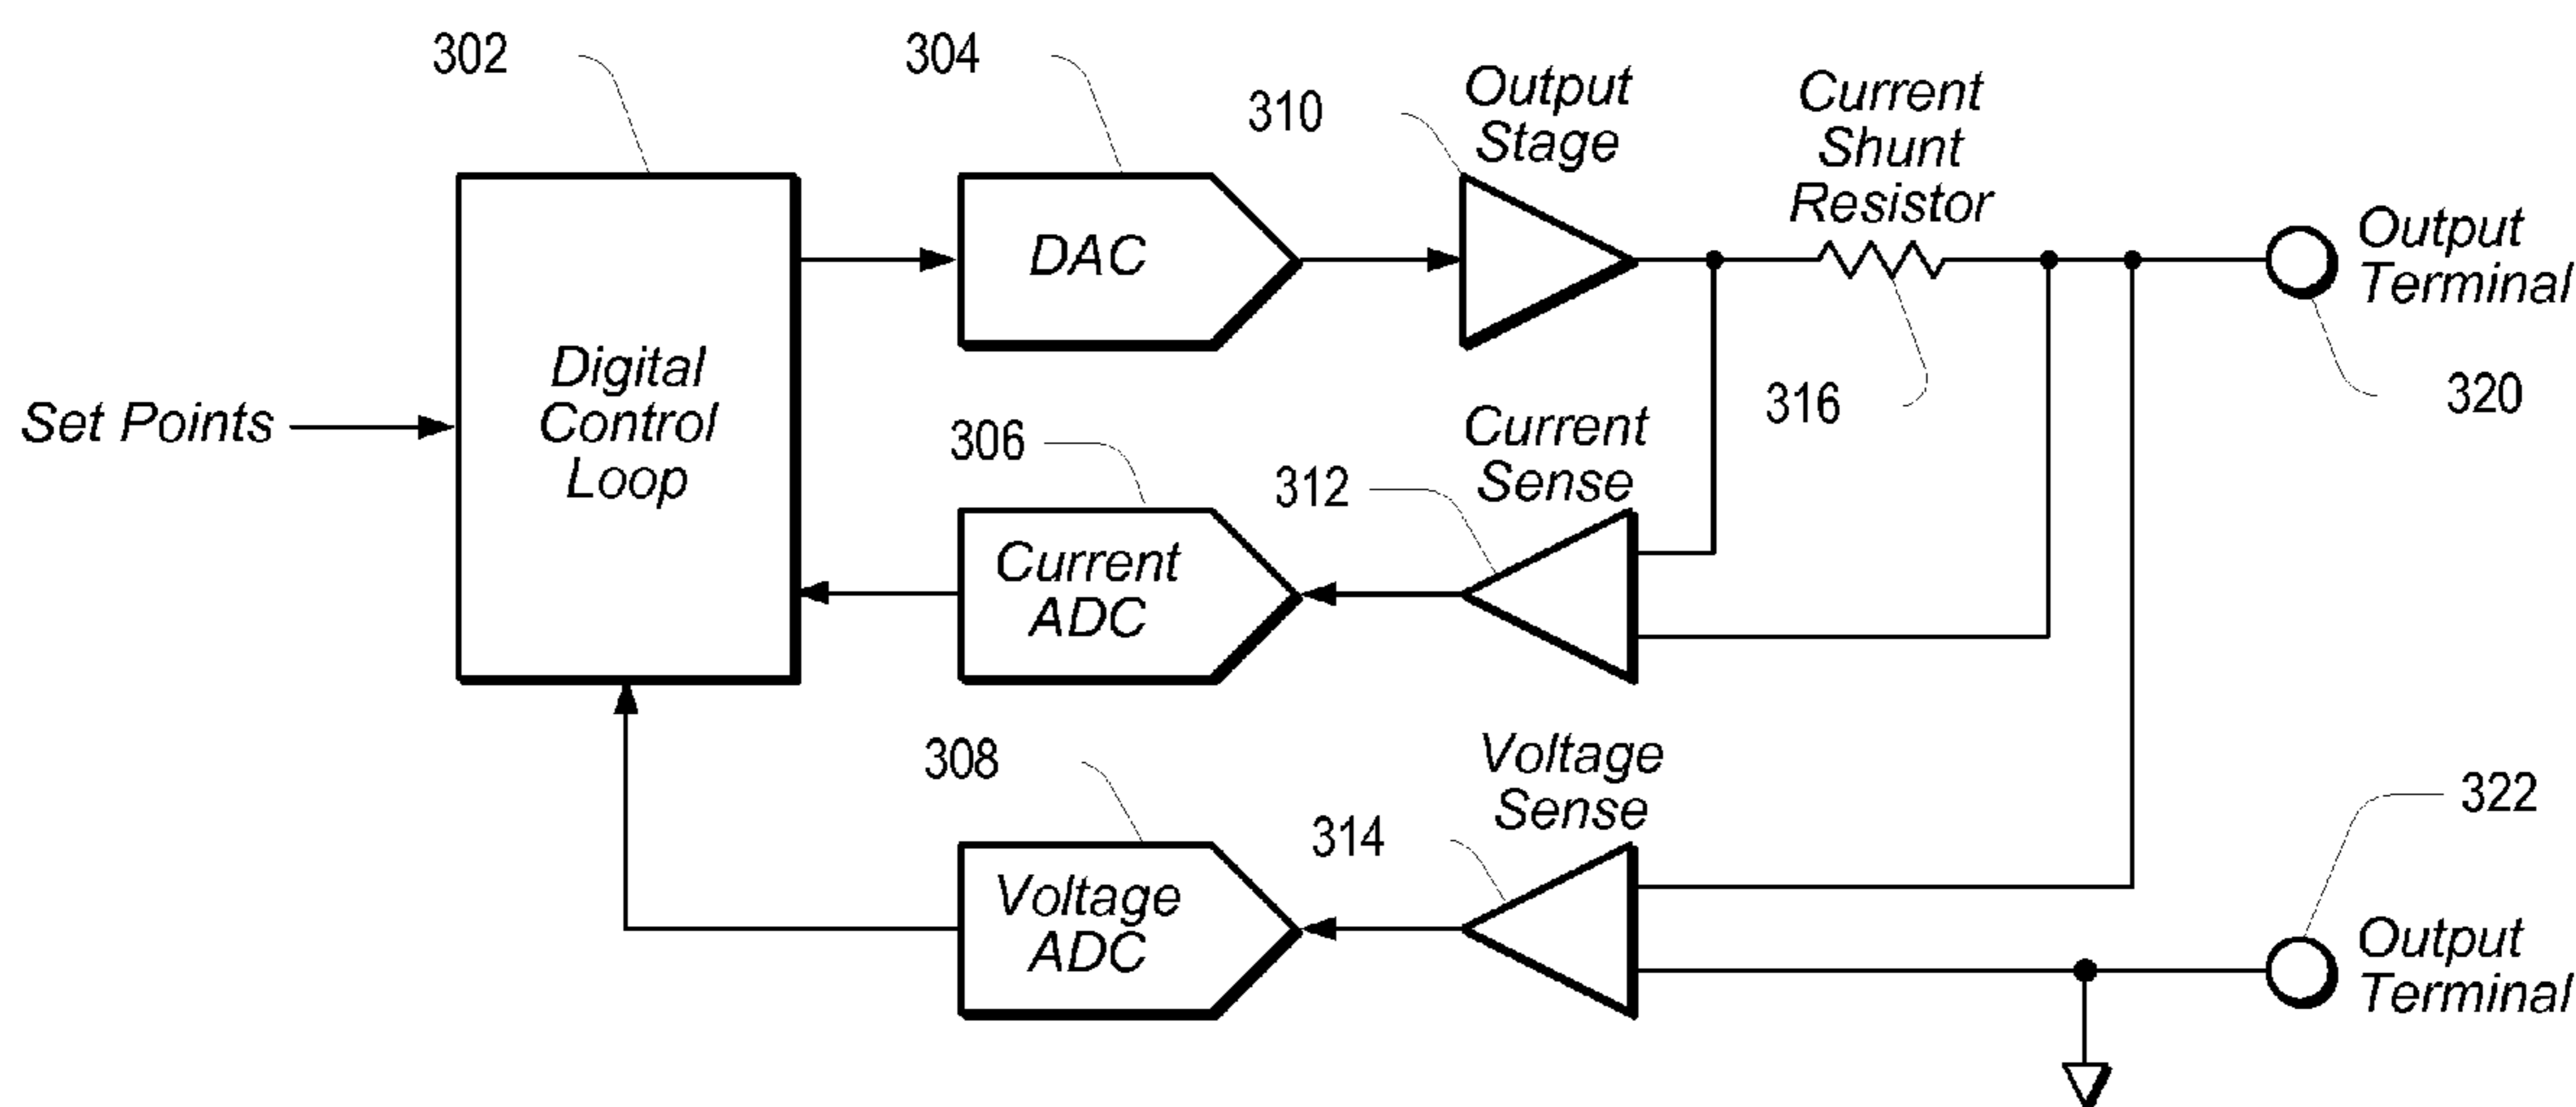 302
304
310
Output
Stage
Current
Shunt
Resistor
DAC
Output
Terminal
320
316
Set Points
Digital
Control
Loop
306
Current
ADC
312
Current
Sense
308
Voltage
ADC
314
Voltage
Sense
322
Output
Terminal